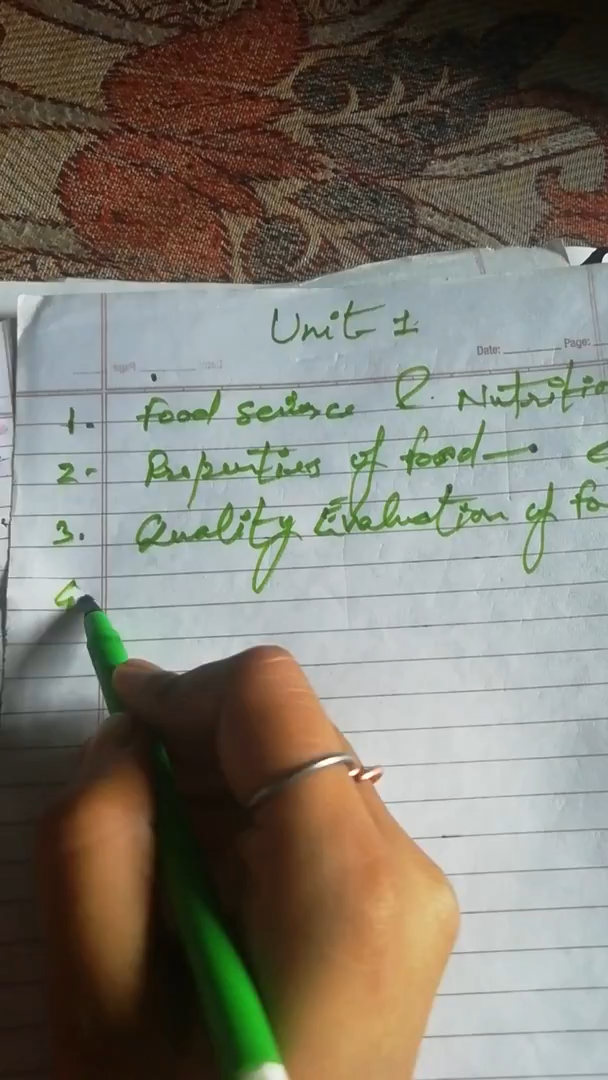 Unit 1
Date: Page:
1. food science & Nutritio
2. Properties of food —
3. Quality Evaluation of fo
4